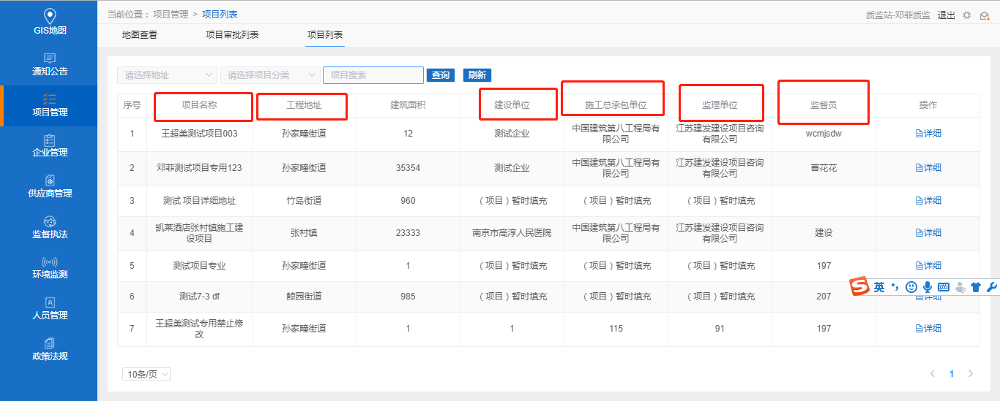 当前位置： 项目管理 > 项目列表
质监站-邓菲质监 退出
GIS地图
通知公告
项目管理
企业管理
供应商管理
监督执法
环境监测
人员管理
政策法规
地图查看 项目审批列表 项目列表
请选择地址 请选择项目分类 项目搜索 查询 刷新
序号 项目名称 工程地址 建筑面积 建设单位 施工总承包单位 监理单位 监督员 操作
1 王超美测试项目003 孙家疃街道 12 测试企业 中国建筑第八工程局有限公司 江苏建发建设项目咨询有限公司 wcmjsdw 详细
2 邓菲测试项目专用123 孙家疃街道 35354 测试企业 中国建筑第八工程局有限公司 江苏建发建设项目咨询有限公司 曹花花 详细
3 测试 项目详细地址 竹岛街道 960 （项目）暂时填充 （项目）暂时填充 （项目）暂时填充 详细
4 凯莱酒店张村镇施工建设项目 张村镇 23333 南京市高淳人民医院 中国建筑第八工程局有限公司 江苏建发建设项目咨询有限公司 建设 详细
5 测试项目专业 孙家疃街道 1 （项目）暂时填充 （项目）暂时填充 （项目）暂时填充 197 详细
6 测试7-3 df 鲸园街道 985 （项目）暂时填充 （项目）暂时填充 （项目）暂时填充 207 详细
7 王超美测试专用禁止修改 孙家疃街道 1 1 115 91 197 详细
英
10条/页 1